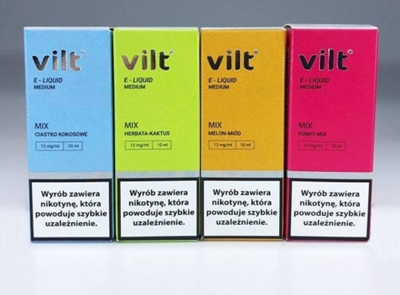 vilt
E - LIQUID
MEDIUM
MIX
CIASTKO KOKOSOWE
12 mg/ml 10 ml
Wyrób zawiera
nikotynę, która
powoduje szybkie
uzależnienie.
vilt
E - LIQUID
MEDIUM
MIX
HERBATA-KAKTUS
12 mg/ml 10 ml
Wyrób zawiera
nikotynę, która
powoduje szybkie
uzależnienie.
vilt
E - LIQUID
MEDIUM
MIX
MELON-MIÓD
12 mg/ml 10 ml
Wyrób zawiera
nikotynę, która
powoduje szybkie
uzależnienie.
vilt
E - LIQUID
MEDIUM
MIX
FUNKY MIX
12 mg/ml 10 ml
Wyrób zawiera
nikotynę, która
powoduje szybkie
uzależnienie.